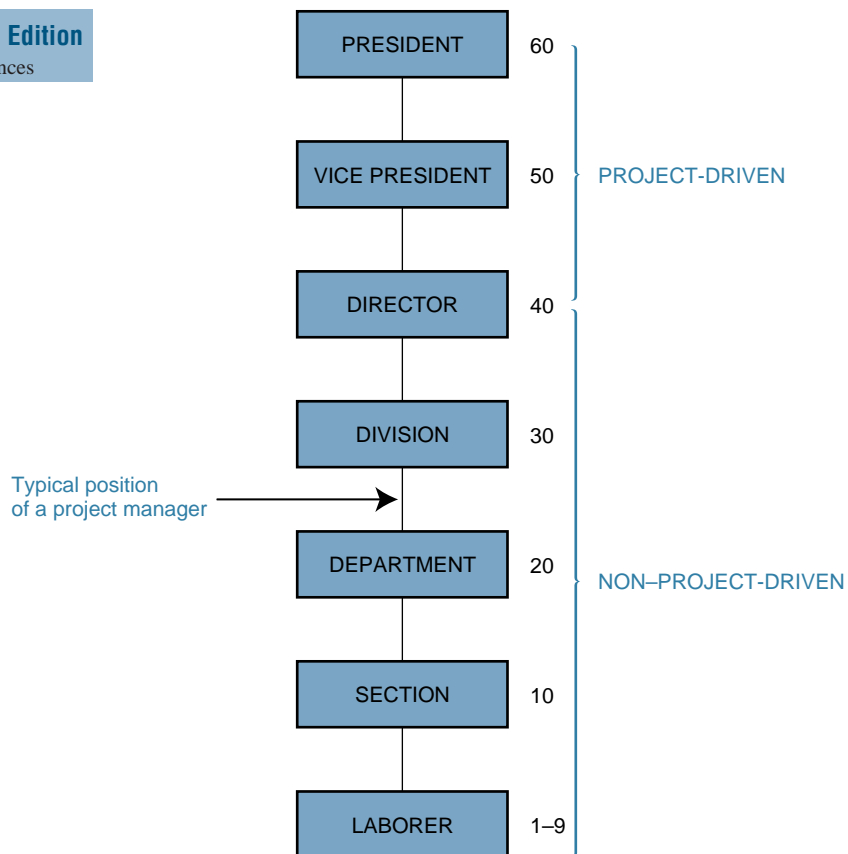 Edition
PRESIDENT 60
VICE PRESIDENT 50 PROJECT-DRIVEN
DIRECTOR 40
DIVISION 30
Typical position
of a project manager
DEPARTMENT 20 NON–PROJECT-DRIVEN
SECTION 10
LABORER 1–9